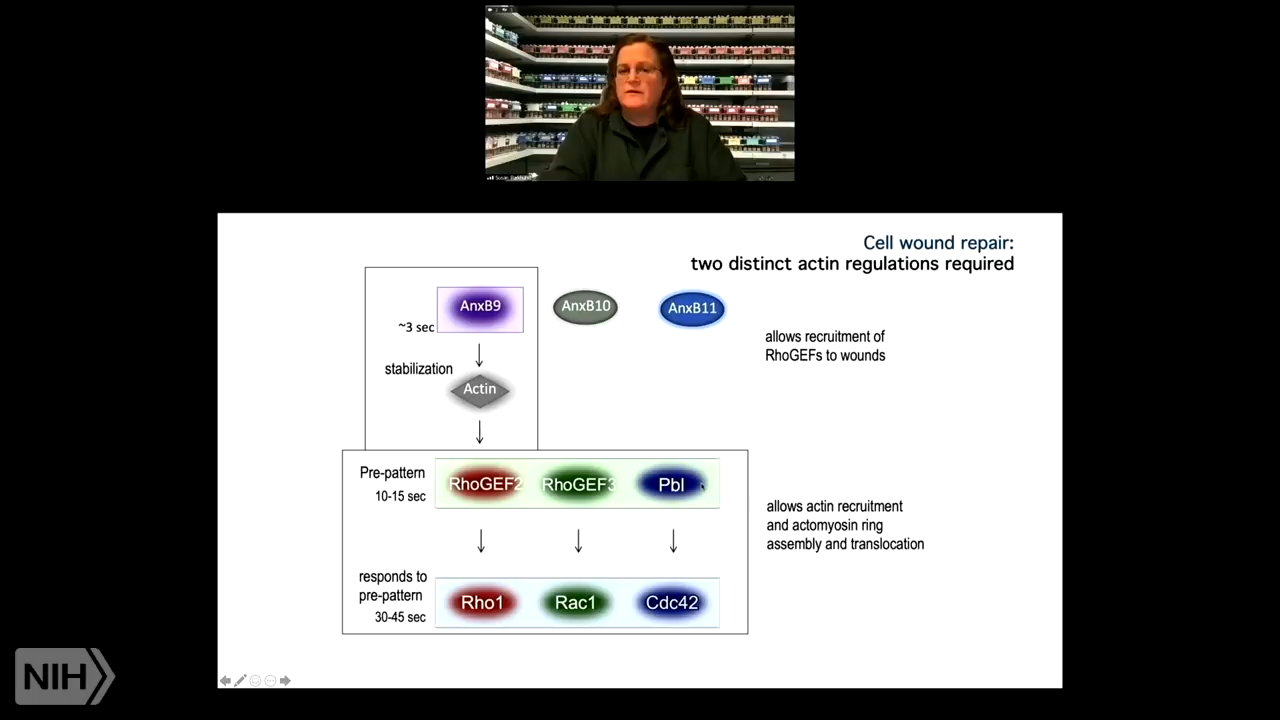 Cell wound repair:
two distinct actin regulations required
AnxB9
AnxB10
AnxB11
~3 sec
allows recruitment of
RhoGEFs to wounds
stabilization
Actin
Pre-pattern
10-15 sec
RhoGEF2
RhoGEF3
Pbl
allows actin recruitment
and actomyosin ring
assembly and translocation
responds to
pre-pattern
30-45 sec
Rho1
Rac1
Cdc42
NIH